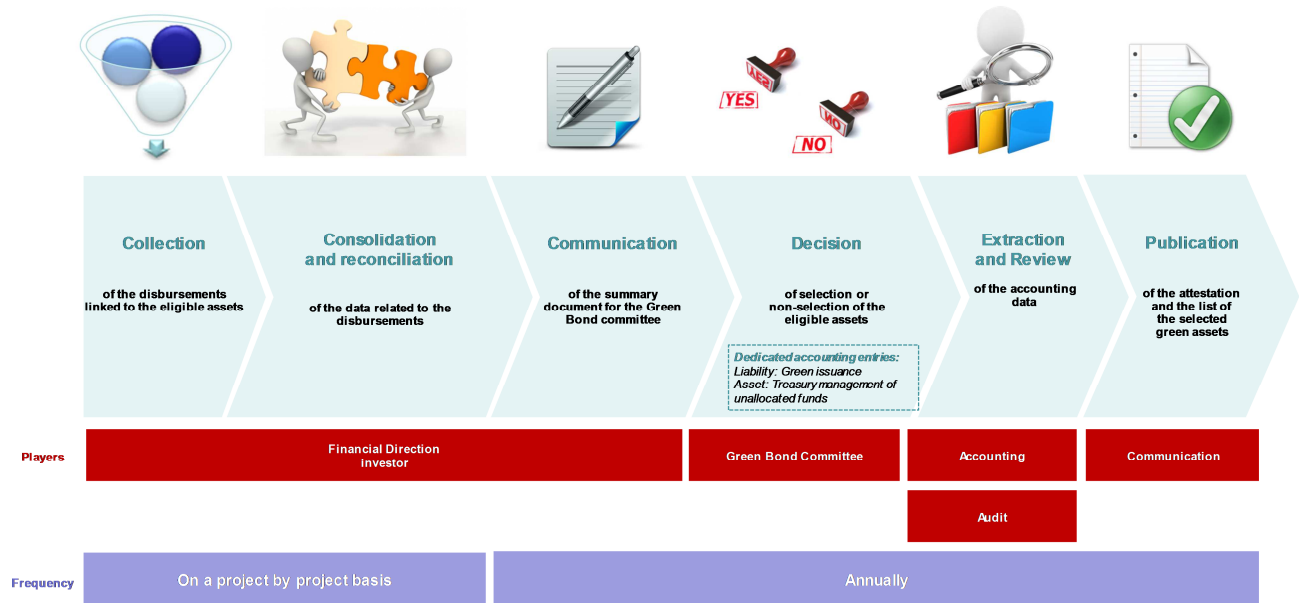 YES
YES
NO
NO
Collection
of the disbursements
linked to the eligible assets
Consolidation
and reconciliation
of the data related to the
disbursements
Communication
of the summary
document for the Green
Bond committee
Decision
of selection or
non-selection of the
eligible assets
Dedicated accounting entries:
Liability: Green issuance
Asset: Treasury management of
unallocated funds
Extraction
and Review
of the accounting
data
Publication
of the attestation
and the list of
the selected
green assets
Players
Financial Direction
investor
Green Bond Committee
Accounting
Communication
Audit
Frequency
On a project by project basis
Annually